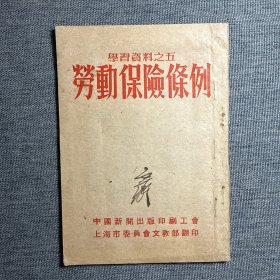 學習資料之五
勞動保險條例
中國新聞出版印刷工會
上海市委員會文教部翻印